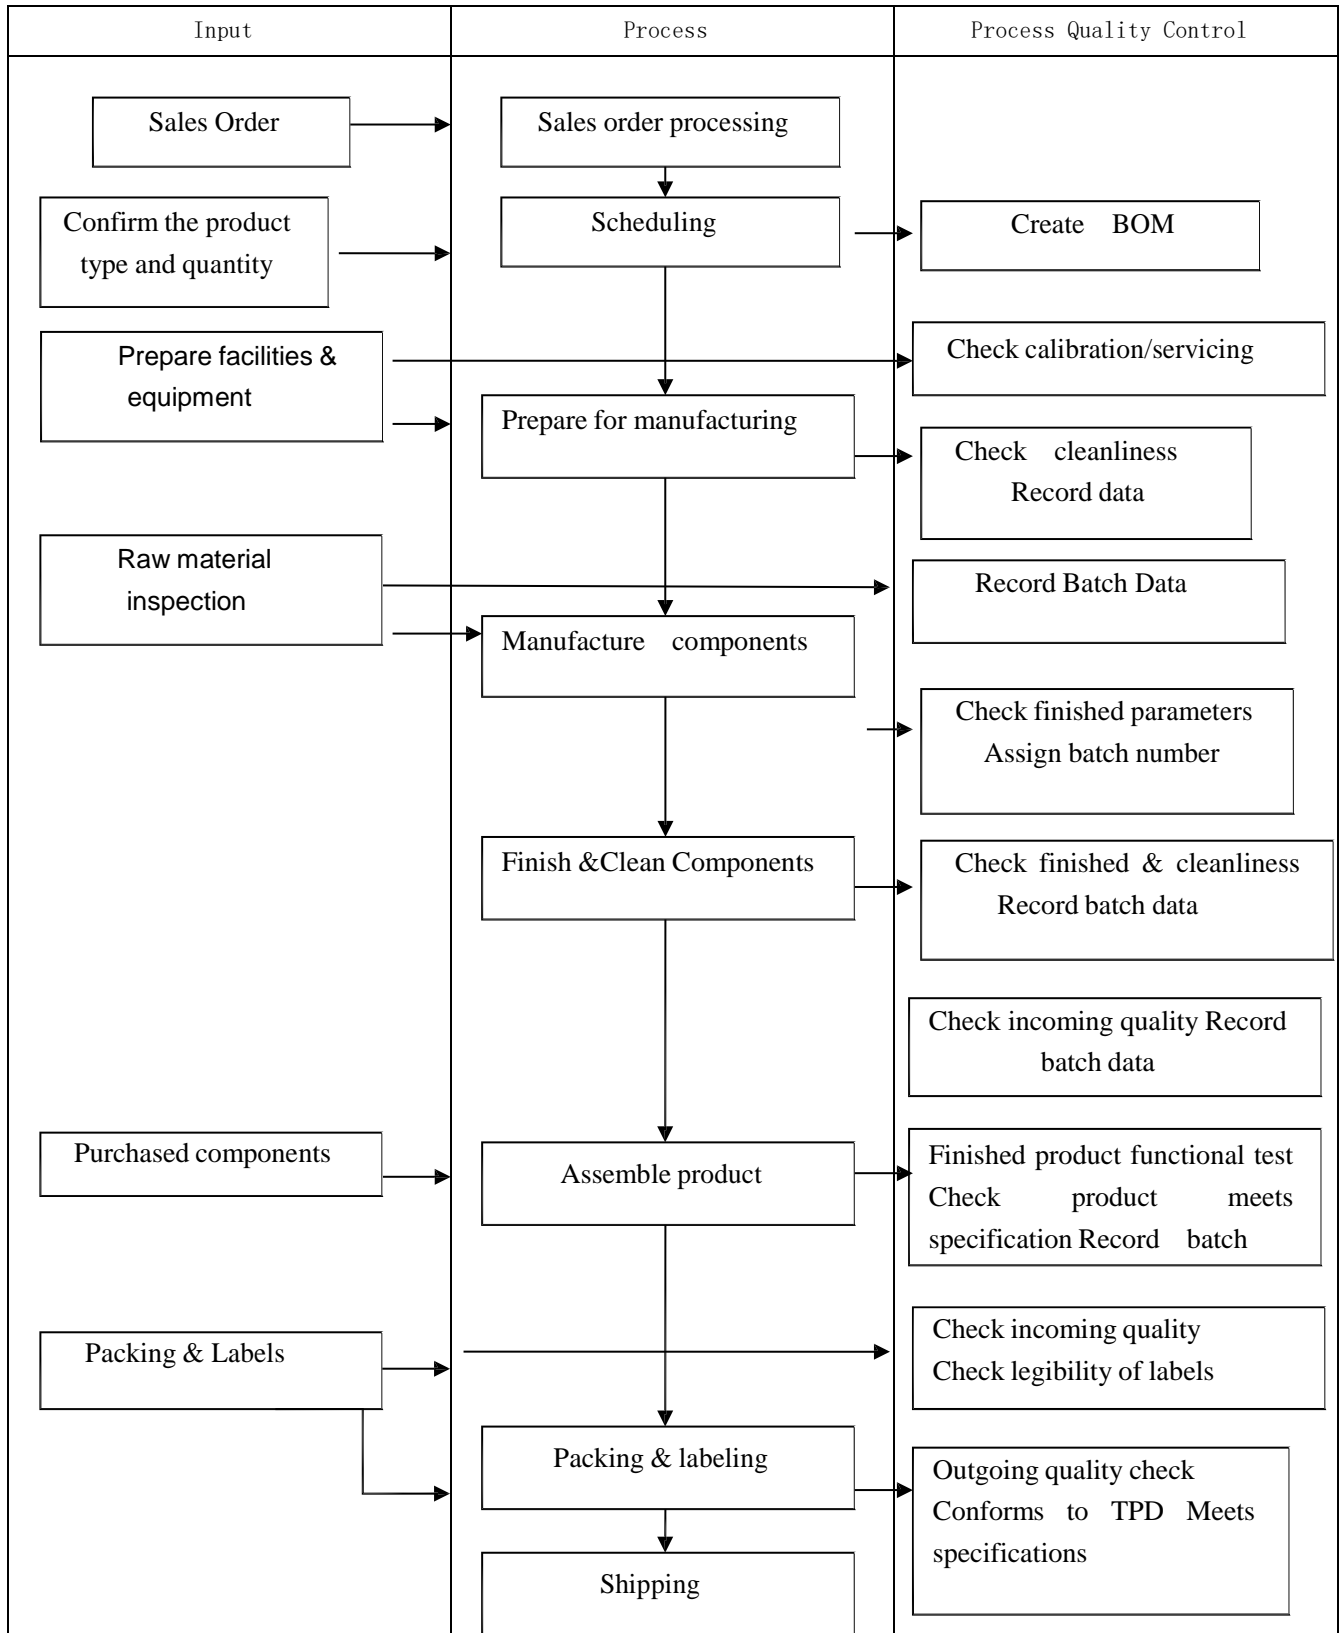 Input
Process
Process Quality Control
Sales Order
Sales order processing
Confirm the product
type and quantity
Scheduling
Create BOM
Prepare facilities &
equipment
Check calibration/servicing
Prepare for manufacturing
Check cleanliness
Record data
Raw material
inspection
Record Batch Data
Manufacture components
Check finished parameters
Assign batch number
Finish &Clean Components
Check finished & cleanliness
Record batch data
Check incoming quality Record
batch data
Purchased components
Assemble product
Finished product functional test
Check product meets
specification Record batch
Packing & Labels
Check incoming quality
Check legibility of labels
Packing & labeling
Outgoing quality check
Conforms to TPD Meets
specifications
Shipping